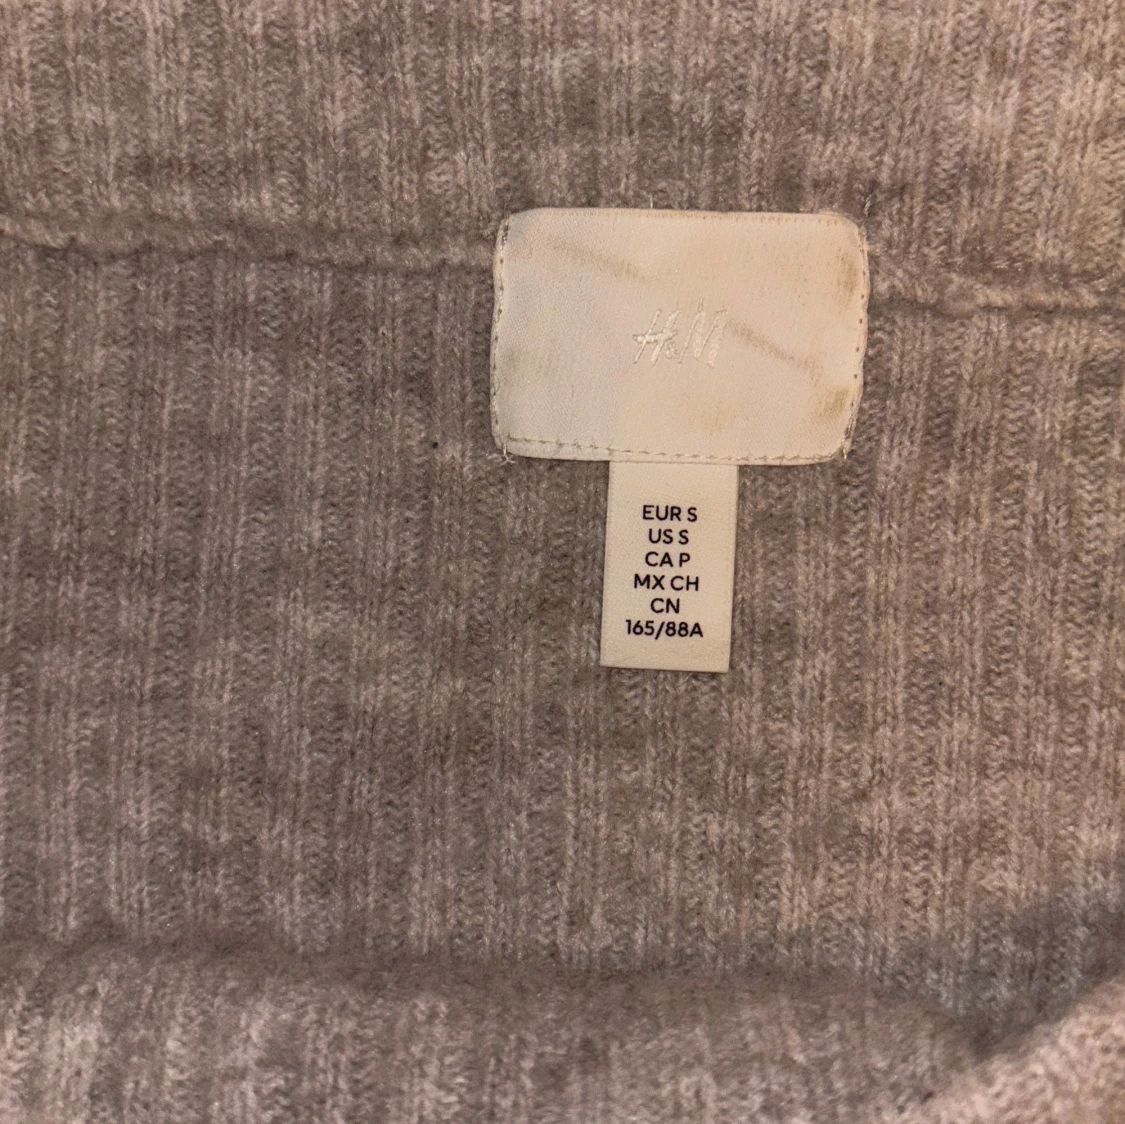 H&M
EUR S
US S
CA P
MX CH
CN
165/88A